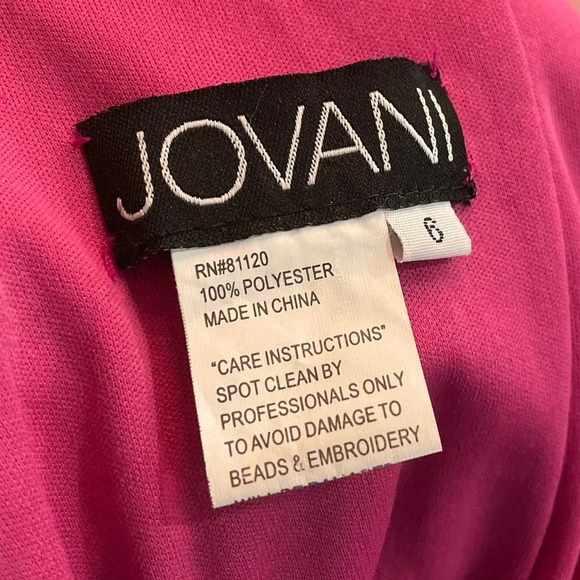 JOVANI
6
RN#81120
100% POLYESTER
MADE IN CHINA
"CARE INSTRUCTIONS"
SPOT CLEAN BY
PROFESSIONALS ONLY
TO AVOID DAMAGE TO
BEADS & EMBROIDERY